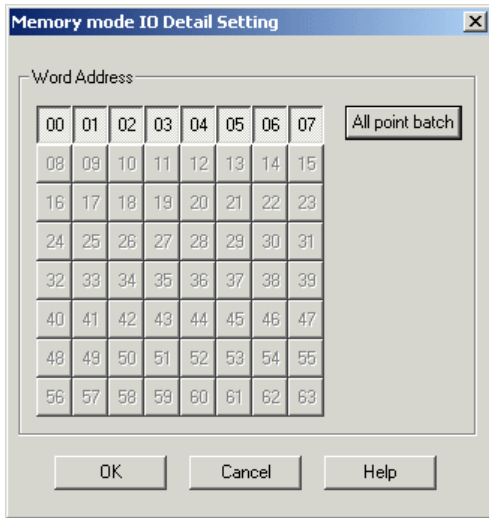 Memory mode IO Detail Setting
Word Address
00 01 02 03 04 05 06 07 All point batch
08 09 10 11 12 13 14 15
16 17 18 19 20 21 22 23
24 25 26 27 28 29 30 31
32 33 34 35 36 37 38 39
40 41 42 43 44 45 46 47
48 49 50 51 52 53 54 55
56 57 58 59 60 61 62 63
OK Cancel Help